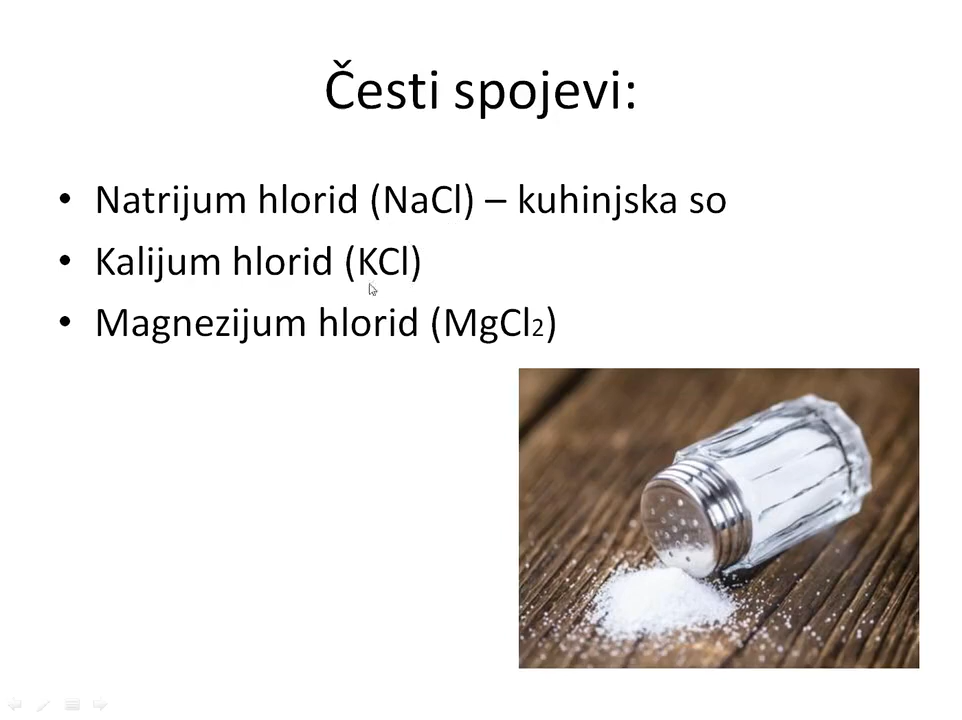 Česti spojevi:
• Natrijum hlorid (NaCl) – kuhinjska so
• Kalijum hlorid (KCl)
• Magnezijum hlorid (MgCl₂)